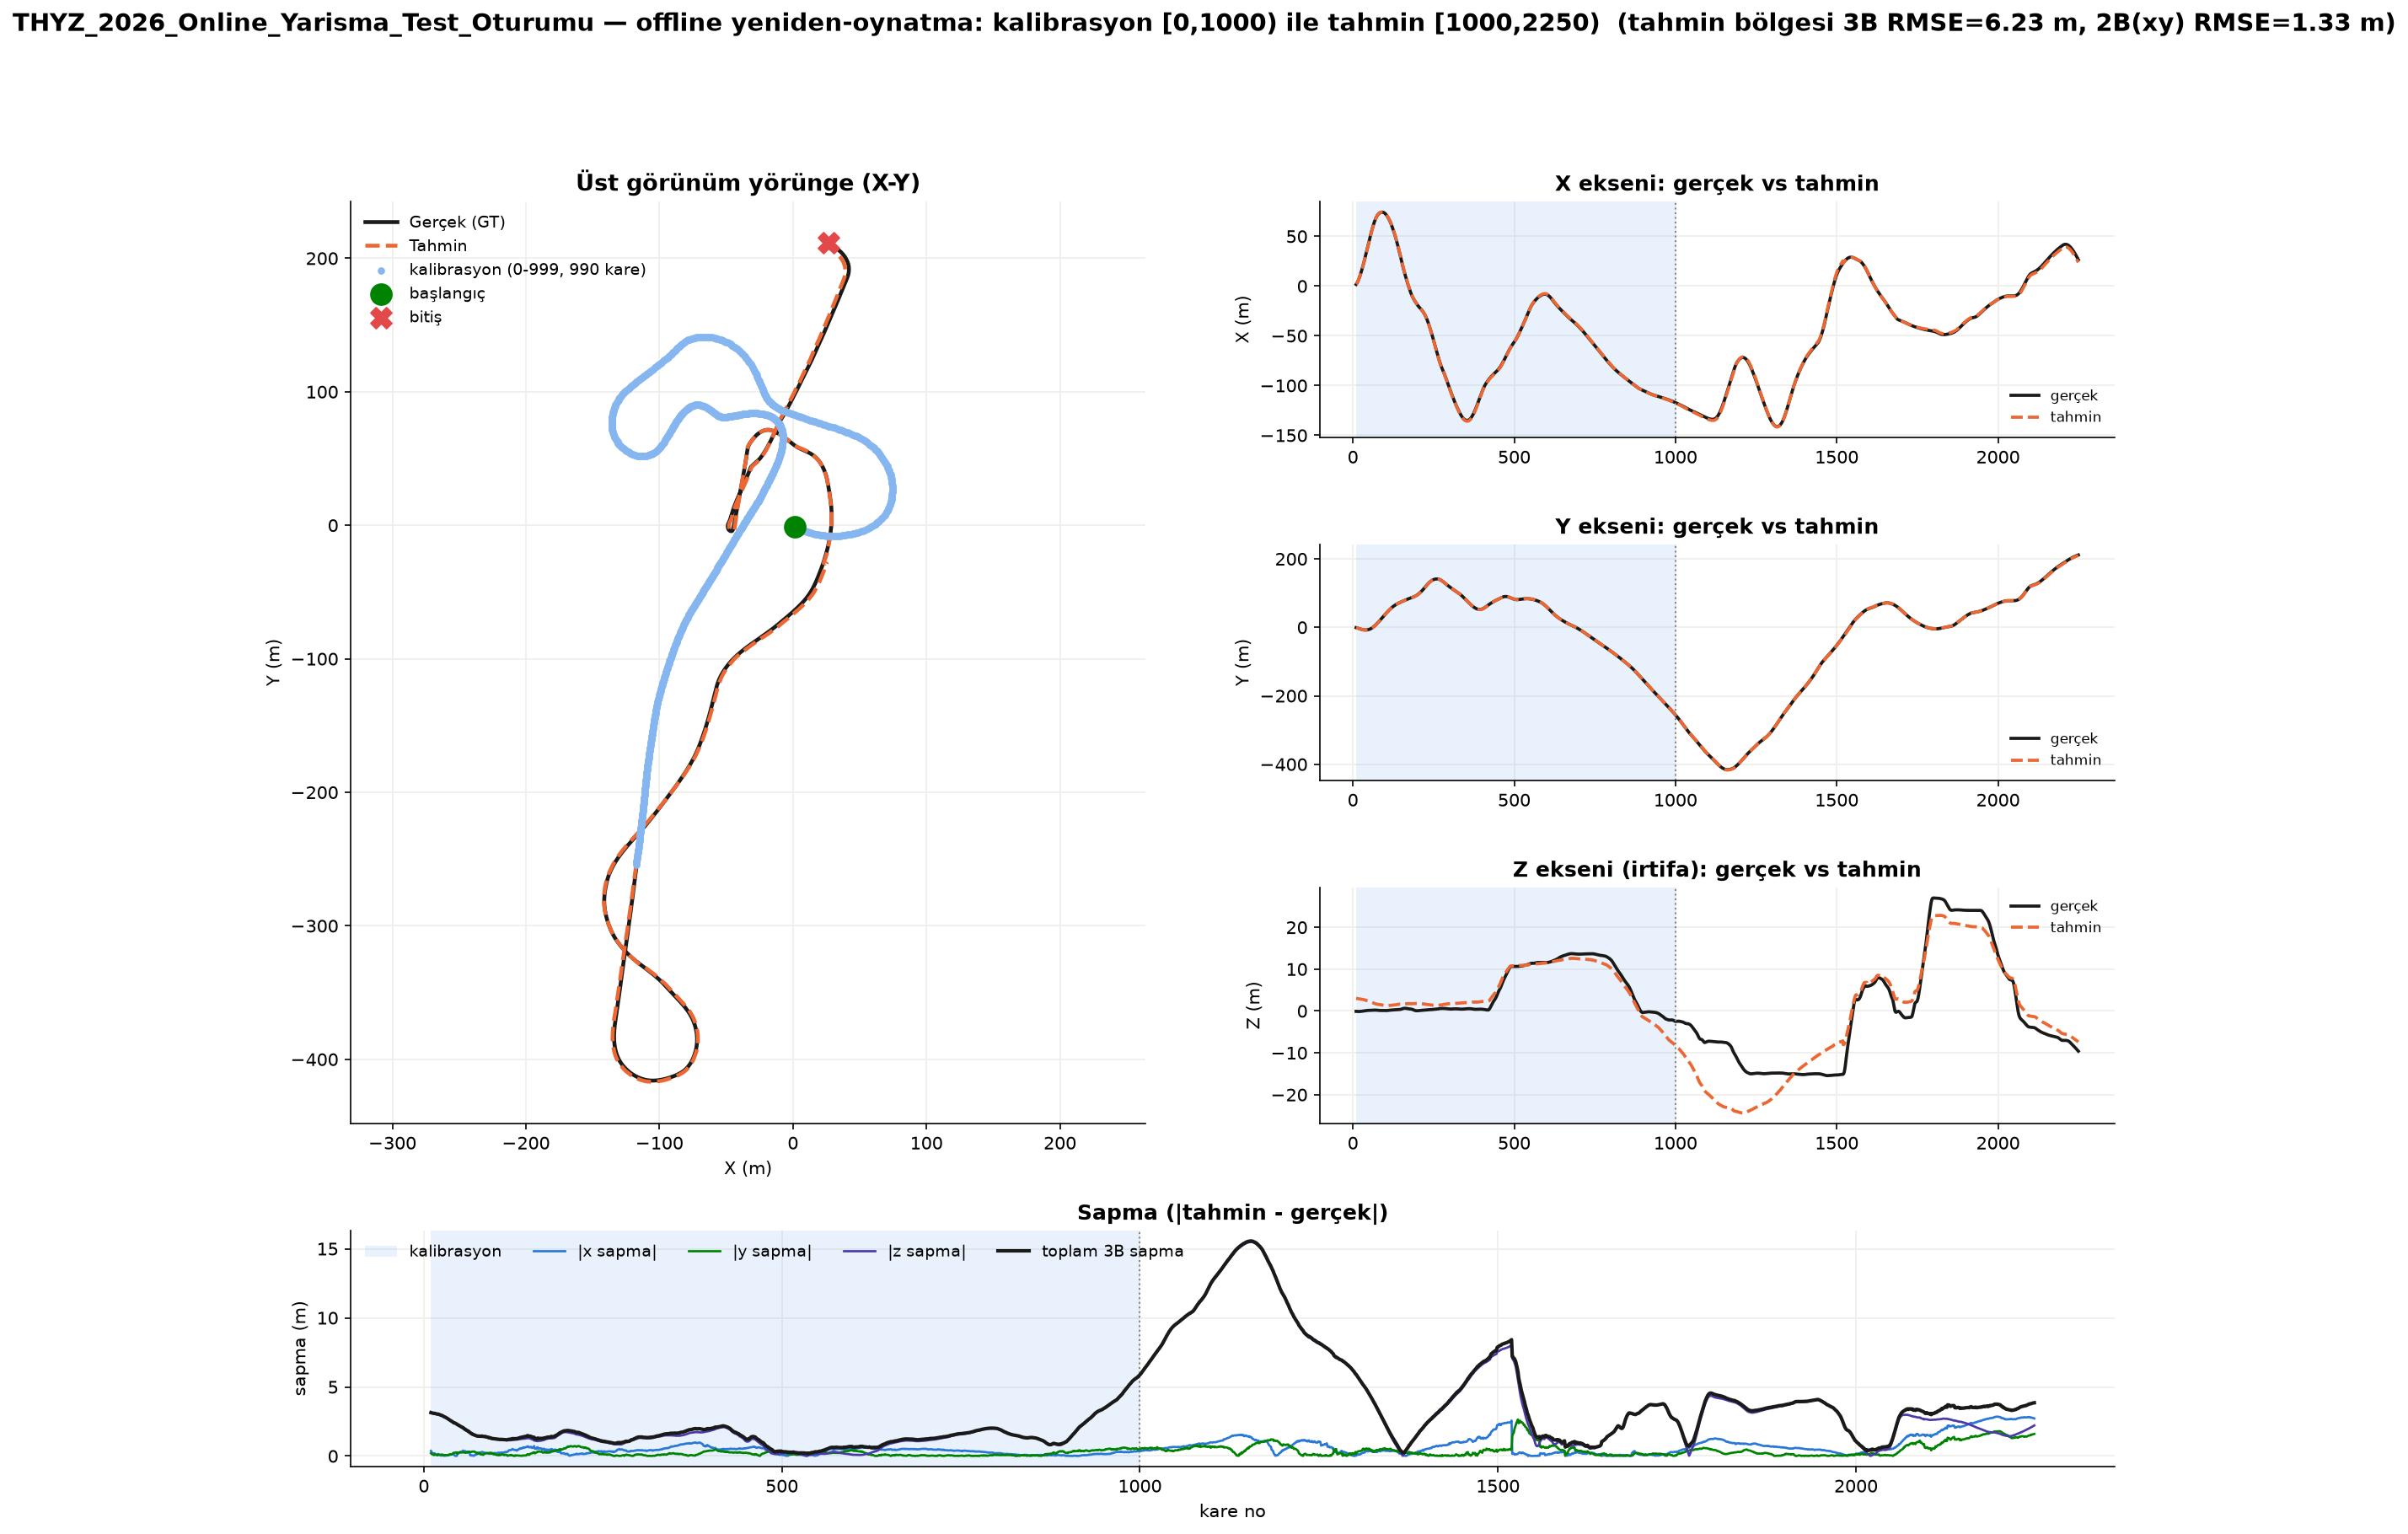 THYZ_2026_Online_Yarisma_Test_Oturumu — offline yeniden-oynatma: kalibrasyon [0,1000) ile tahmin [1000,2250)  (tahmin bölgesi 3B RMSE=6.23 m, 2B(xy) RMSE=1.33 m)
Üst görünüm yörünge (X-Y)
Gerçek (GT)
Tahmin
kalibrasyon (0-999, 990 kare)
başlangıç
bitiş
200
100
0
−100
−200
−300
−400
Y (m)
−300 −200 −100 0 100 200
X (m)
X ekseni: gerçek vs tahmin
50
0
−50
−100
−150
X (m)
gerçek
tahmin
0 500 1000 1500 2000
Y ekseni: gerçek vs tahmin
200
0
−200
−400
Y (m)
gerçek
tahmin
0 500 1000 1500 2000
Z ekseni (irtifa): gerçek vs tahmin
gerçek
tahmin
20
10
0
−10
−20
Z (m)
0 500 1000 1500 2000
Sapma (|tahmin - gerçek|)
kalibrasyon |x sapma| |y sapma| |z sapma| toplam 3B sapma
15
10
5
0
sapma (m)
0 500 1000 1500 2000
kare no